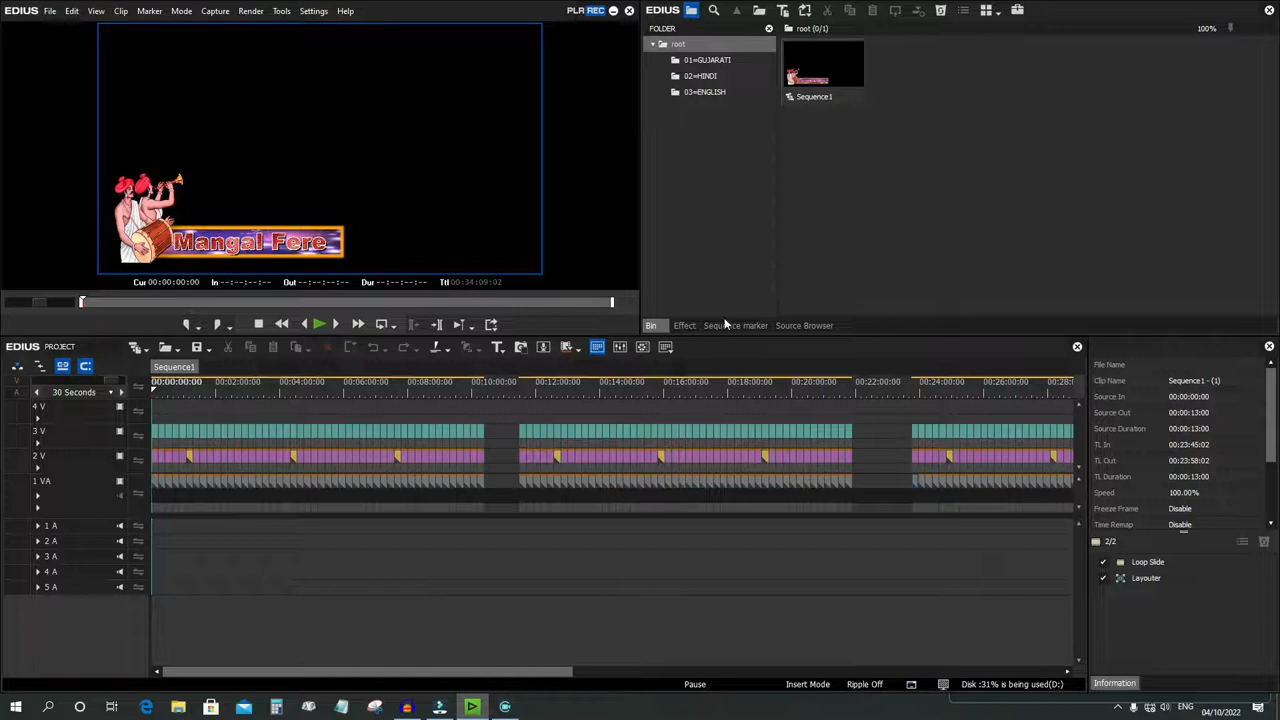 EDIUS File Edit View Clip Marker Mode Capture Render Tools Settings Help PLR REC
EDIUS
FOLDER
root (0/1) 100%
root
01=GUJARATI
02=HINDI
03=ENGLISH
Sequence1
Mangal Fere
Cur 00:00:00:00 In --:--:--:-- Out --:--:--:-- Dur --:--:--:-- Ttl 00:34:09:02
Bin Effect Sequence marker Source Browser
EDIUS PROJECT
Sequence1
V
A
30 Seconds
00:00:00:00 00:02:00:00 00:04:00:00 00:06:00:00 00:08:00:00 00:10:00:00 00:12:00:00 00:14:00:00 00:16:00:00 00:18:00:00 00:20:00:00 00:22:00:00 00:24:00:00 00:26:00:00 00:28:
4 V
3 V
2 V
1 VA
1 A
2 A
3 A
4 A
5 A
File Name
Clip Name Sequence1 - (1)
Source In 00:00:00:00
Source Out 00:00:13:00
Source Duration 00:00:13:00
TL In 00:23:45:02
TL Out 00:23:58:02
TL Duration 00:00:13:00
Speed 100.00%
Freeze Frame Disable
Time Remap Disable
2/2
Loop Slide
Layouter
Information
Pause Insert Mode Ripple Off Disk :31% is being used(D:)
ENG
04/10/2022